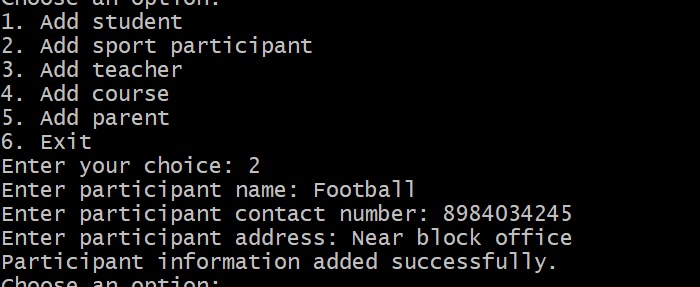 Choose an option:
1. Add student
2. Add sport participant
3. Add teacher
4. Add course
5. Add parent
6. Exit
Enter your choice: 2
Enter participant name: Football
Enter participant contact number: 8984034245
Enter participant address: Near block office
Participant information added successfully.
Choose an option: